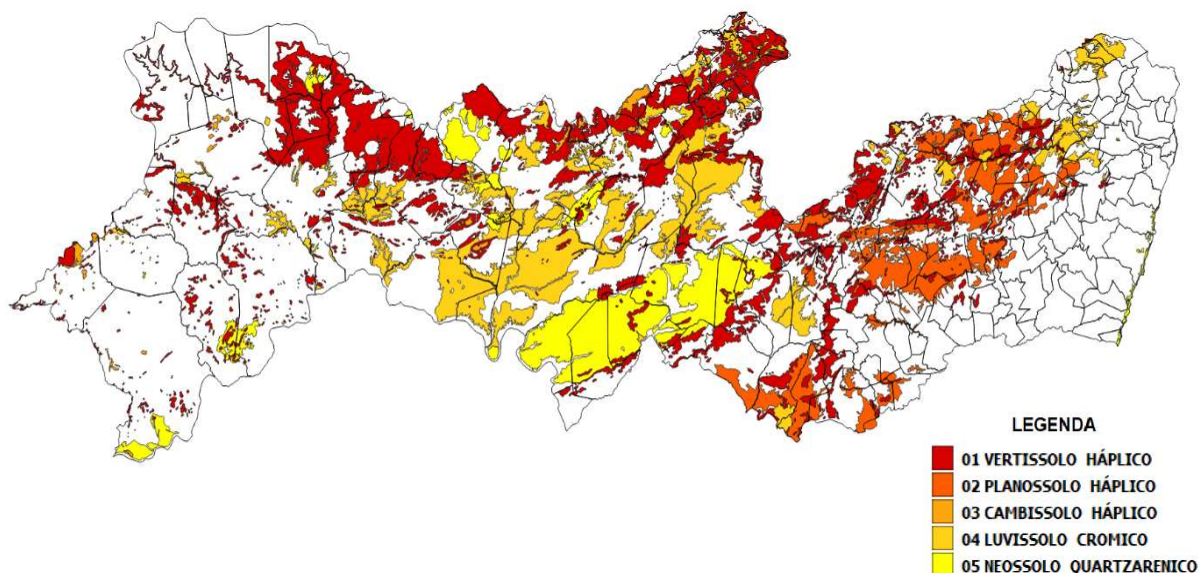 LEGENDA
01 VERTISSOLO HÁPLICO
02 PLANOSSOLO HÁPLICO
03 CAMBISSOLO HÁPLICO
04 LUVISSOLO CROMICO
05 NEOSSOLO QUARTZARENICO